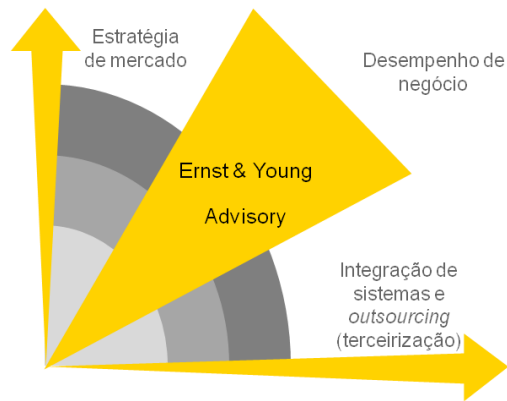 Estratégia
de mercado
Desempenho de
negócio
Ernst & Young
Advisory
Integração de
sistemas e
outsourcing
(terceirização)